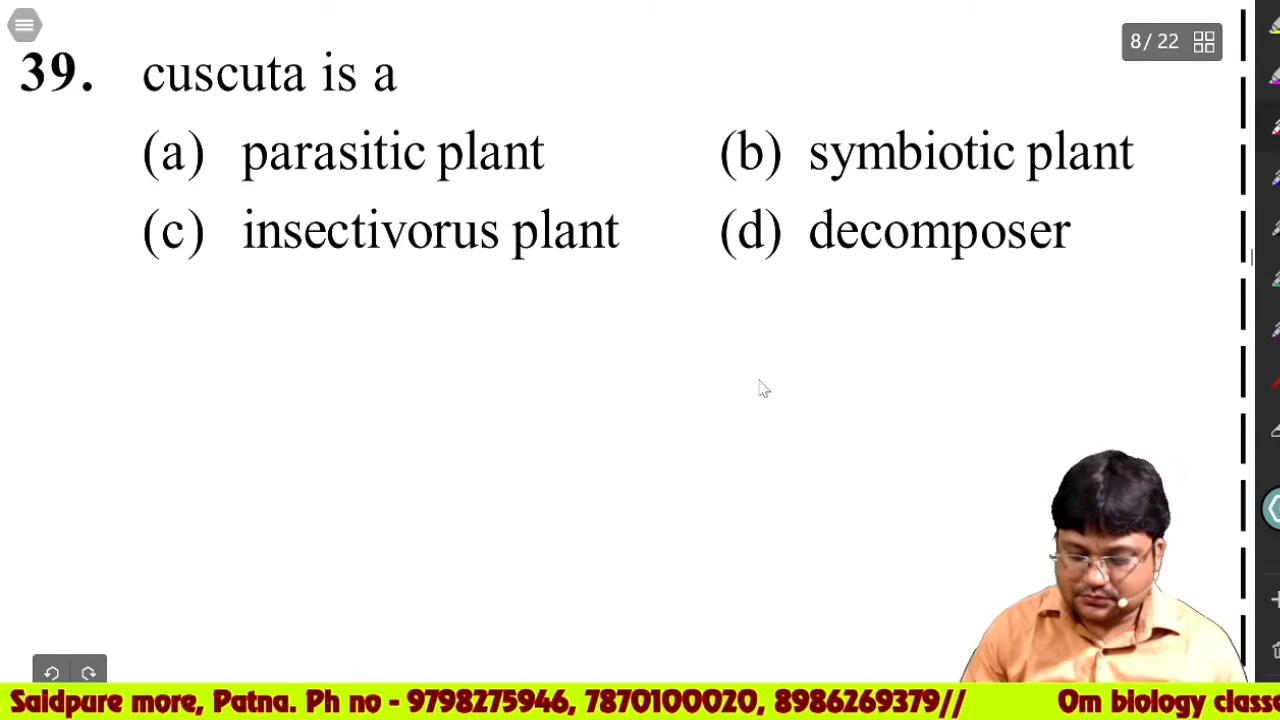 8/ 22
39. cuscuta is a
(a) parasitic plant (b) symbiotic plant
(c) insectivorus plant (d) decomposer
Saidpure more, Patna. Ph no - 9798275946, 7870100020, 8986269379// Om biology classe